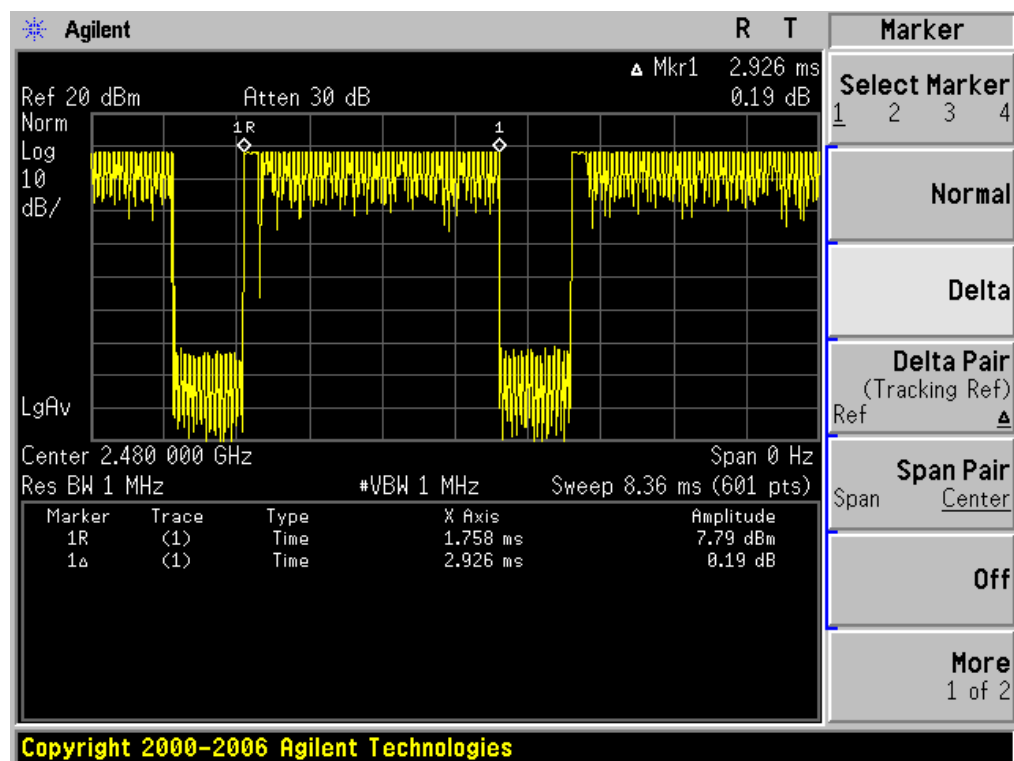 Agilent R T
▵ Mkr1 2.926 ms
Ref 20 dBm Atten 30 dB 0.19 dB
Norm
Log
10
dB/
1R 1
LgAv
Center 2.480 000 GHz Span 0 Hz
Res BW 1 MHz #VBW 1 MHz Sweep 8.36 ms (601 pts)
Marker Trace Type X Axis Amplitude
1R (1) Time 1.758 ms 7.79 dBm
1▵ (1) Time 2.926 ms 0.19 dB
Marker
Select Marker
1 2 3 4
Normal
Delta
Delta Pair
(Tracking Ref)
Ref ▵
Span Pair
Span Center
Off
More
1 of 2
Copyright 2000-2006 Agilent Technologies